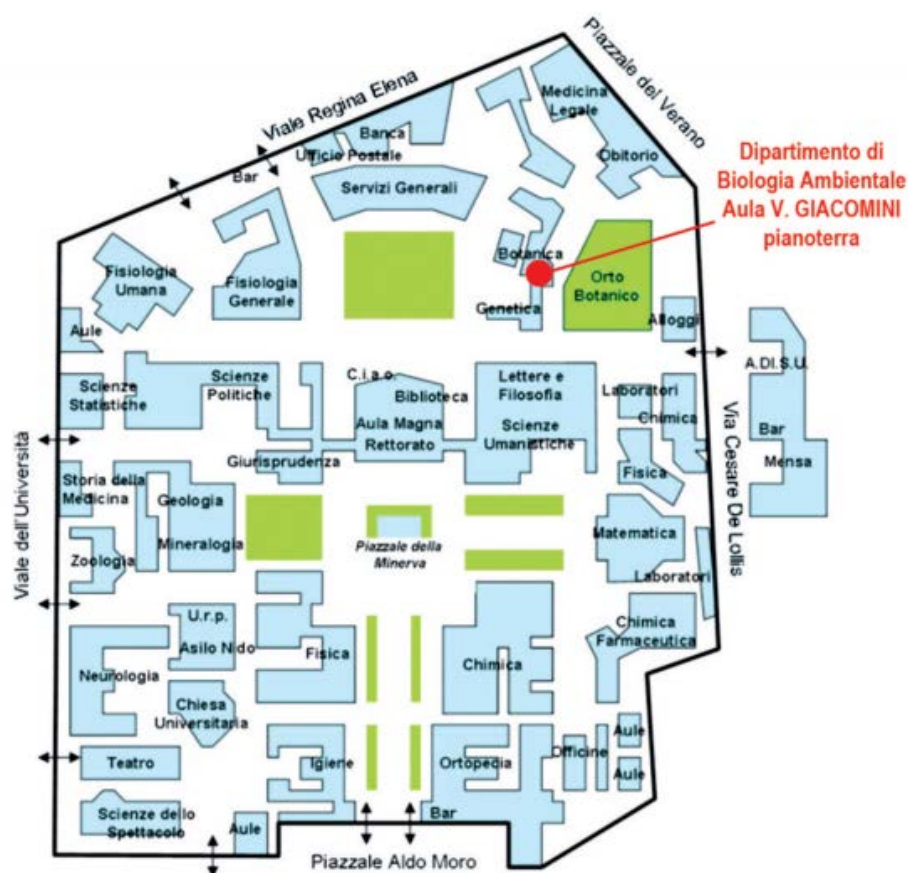 Piazzale del Verano
Viale Regina Elena
Medicina
Legale
Banca
Ufficio Postale
Obitorio
Bar
Servizi Generali
Dipartimento di
Biologia Ambientale
Aula V. GIACOMINI
pianoterra
Botanica
Fisiologia
Umana
Fisiologia
Generale
Orto
Botanico
Genetica
Alloggi
Aule
A.DI.S.U.
Scienze
Statistiche
Scienze
Politiche
C.i.a.o.
Biblioteca
Lettere e
Filosofia
Laboratori
Chimica
Aula Magna
Rettorato
Scienze
Umanistiche
Bar
Mensa
Giurisprudenza
Fisica
Storia della
Medicina
Geologia
Mineralogia
Viale dell'Università
Via Cesare De Lollis
Piazzale della
Minerva
Matematica
Zoologia
Laboratori
U.r.p.
Asilo Nido
Fisica
Chimica
Chimica
Farmaceutica
Neurologia
Chiesa
Universitaria
Teatro
Igiene
Ortopedia
Officine
Aule
Aule
Scienze dello
Spettacolo
Aule
Bar
Piazzale Aldo Moro